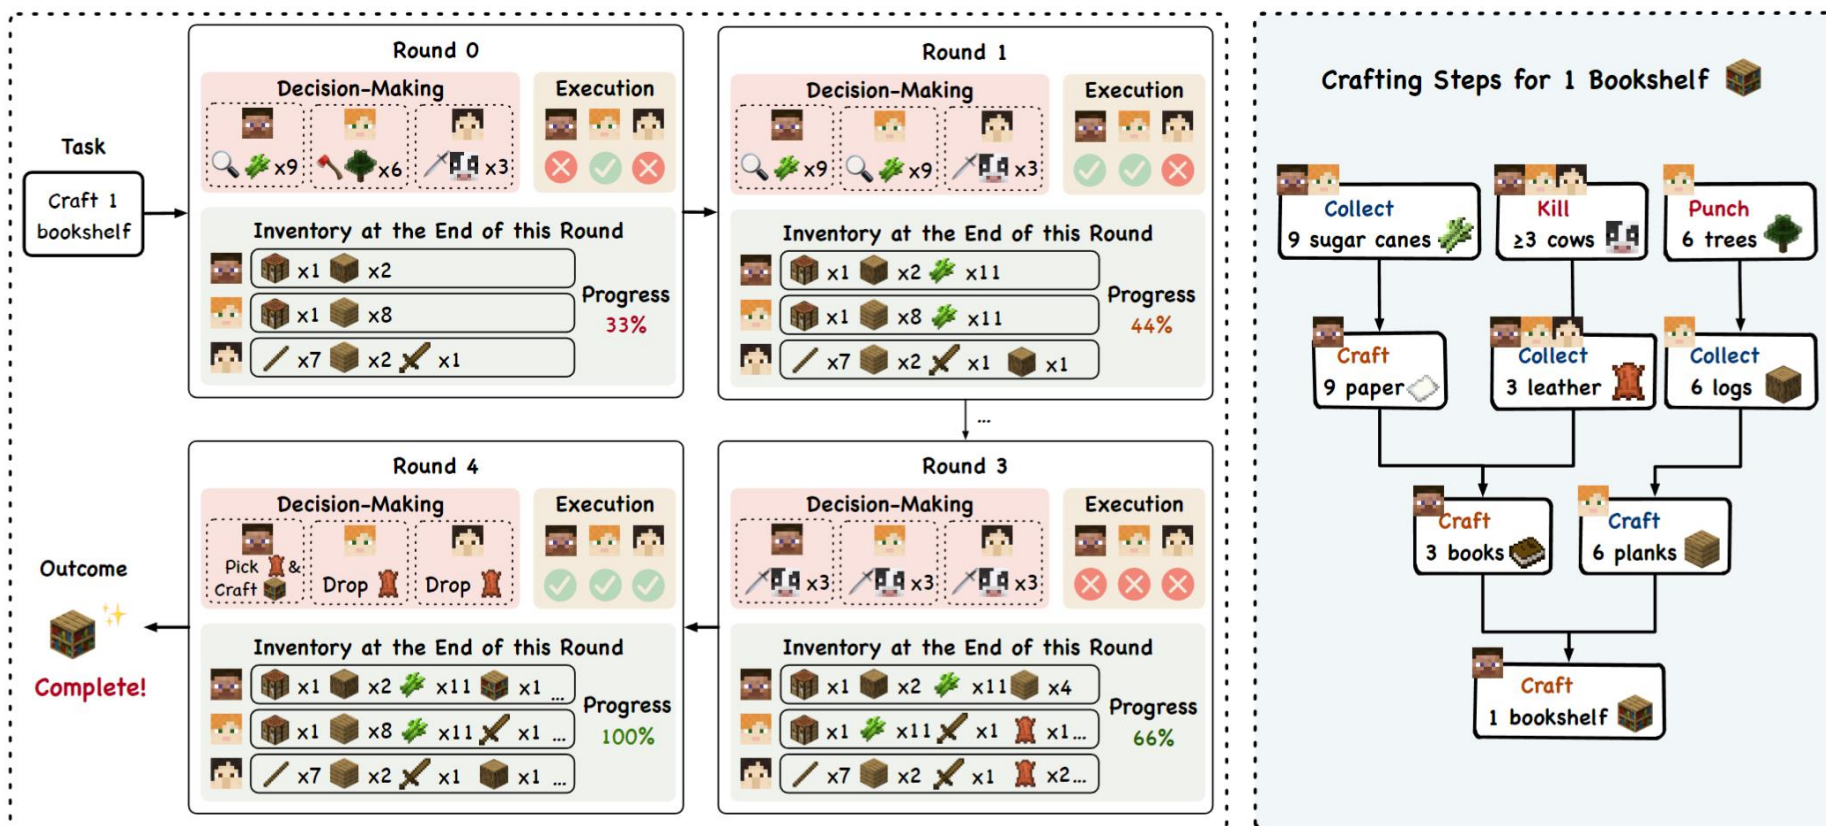 Task
Craft 1
bookshelf
Round 0
Decision-Making
Execution
x9
x6
x3
Inventory at the End of this Round
x1 x2
x1 x8
x7 x2 x1
Progress
33%
Round 1
Decision-Making
Execution
x9
x9
x3
Inventory at the End of this Round
x1 x2 x11
x1 x8 x11
x7 x2 x1 x1
Progress
44%
...
Round 3
Decision-Making
Execution
x3
x3
x3
Inventory at the End of this Round
x1 x2 x11 x4
x1 x11 x1 x1...
x7 x2 x1 x2...
Progress
66%
Round 4
Decision-Making
Execution
Pick &
Craft
Drop
Drop
Inventory at the End of this Round
x1 x2 x11 x1 ...
x1 x8 x11 x1 ...
x7 x2 x1 x1 ...
Progress
100%
Outcome
Complete!
Crafting Steps for 1 Bookshelf
Collect
9 sugar canes
Kill
≥3 cows
Punch
6 trees
Craft
9 paper
Collect
3 leather
Collect
6 logs
Craft
3 books
Craft
6 planks
Craft
1 bookshelf